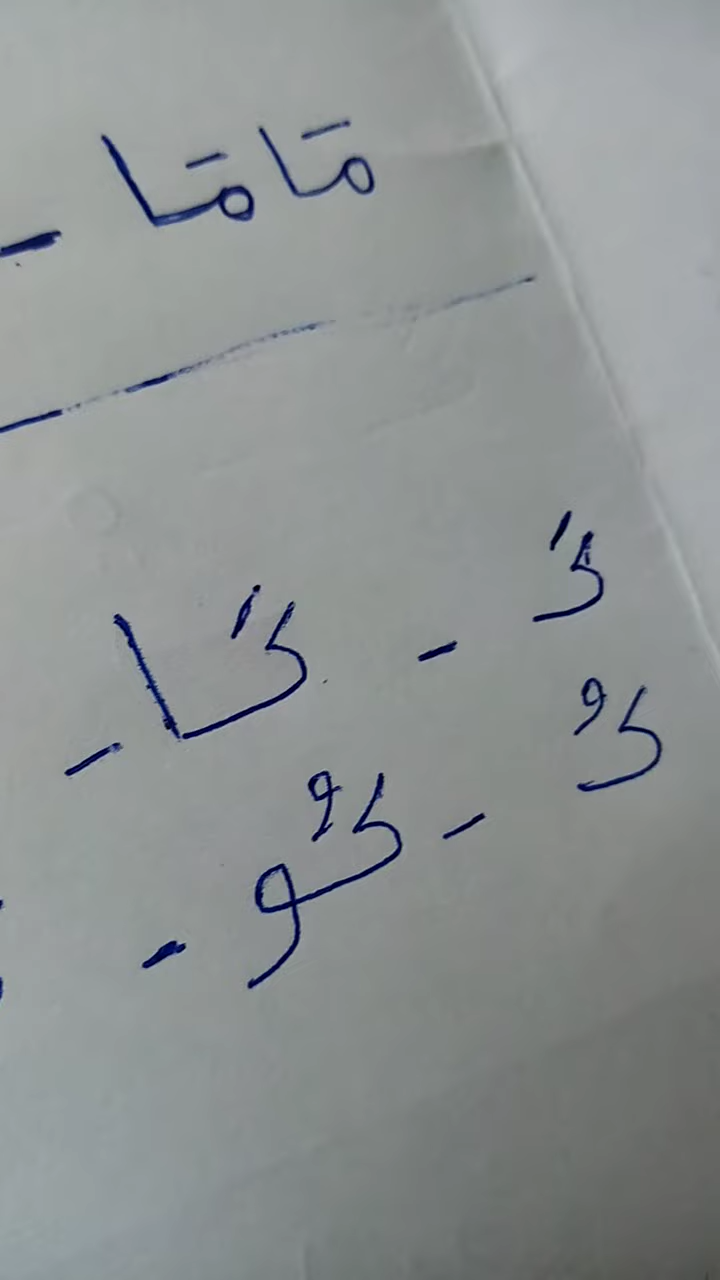 مَامَا -
كَ - كَا -
كُ - كُو -